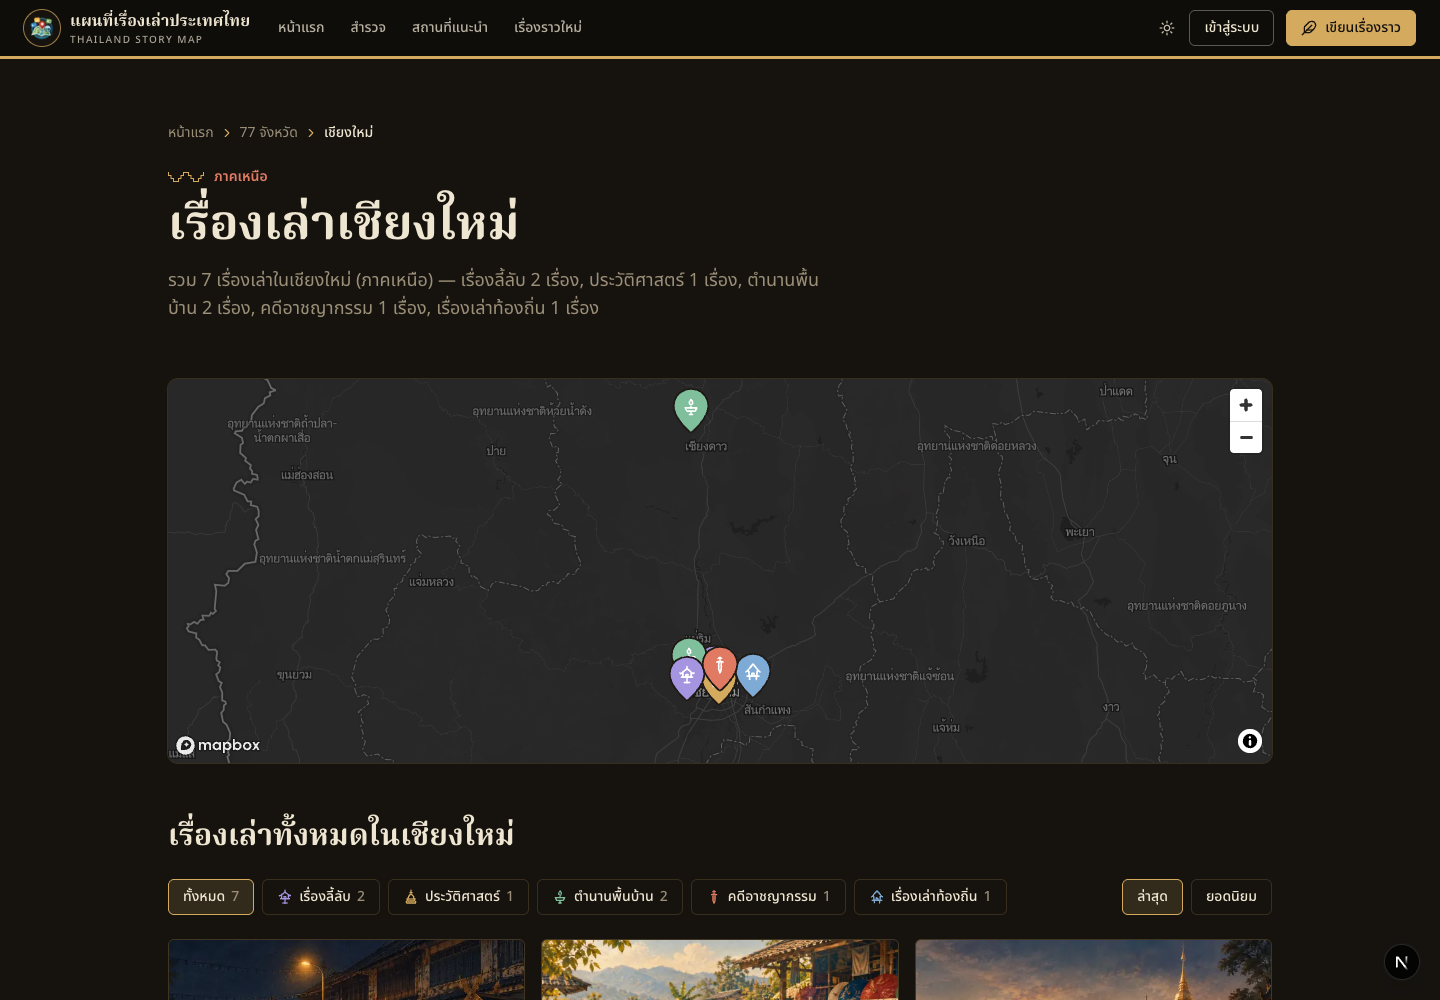 แผนที่เรื่องเล่าประเทศไทย
THAILAND STORY MAP
หน้าแรก
สำรวจ
สถานที่แนะนำ
เรื่องราวใหม่
เข้าสู่ระบบ
เขียนเรื่องราว
หน้าแรก > 77 จังหวัด > เชียงใหม่
ภาคเหนือ
เรื่องเล่าเชียงใหม่
รวม 7 เรื่องเล่าในเชียงใหม่ (ภาคเหนือ) — เรื่องลี้ลับ 2 เรื่อง, ประวัติศาสตร์ 1 เรื่อง, ตำนานพื้น
บ้าน 2 เรื่อง, คดีอาชญากรรม 1 เรื่อง, เรื่องเล่าท้องถิ่น 1 เรื่อง
ป่าแดด
อุทยานแห่งชาติห้วยน้ำดัง
อุทยานแห่งชาติถ้ำปลา-
น้ำตกผาเสื่อ
เชียงดาว
อุทยานแห่งชาติดอยหลวง
ปาย
จุน
แม่ฮ่องสอน
พะเยา
วังเหนือ
อุทยานแห่งชาติน้ำตกแม่สุรินทร์
แจ่มหลวง
อุทยานแห่งชาติดอยภูนาง
ขุนยวม
อุทยานแห่งชาติแจ้ซ้อน
สันกำแพง
งาว
แจ้ห่ม
mapbox
เรื่องเล่าทั้งหมดในเชียงใหม่
ทั้งหมด 7
เรื่องลี้ลับ 2
ประวัติศาสตร์ 1
ตำนานพื้นบ้าน 2
คดีอาชญากรรม 1
เรื่องเล่าท้องถิ่น 1
ล่าสุด
ยอดนิยม